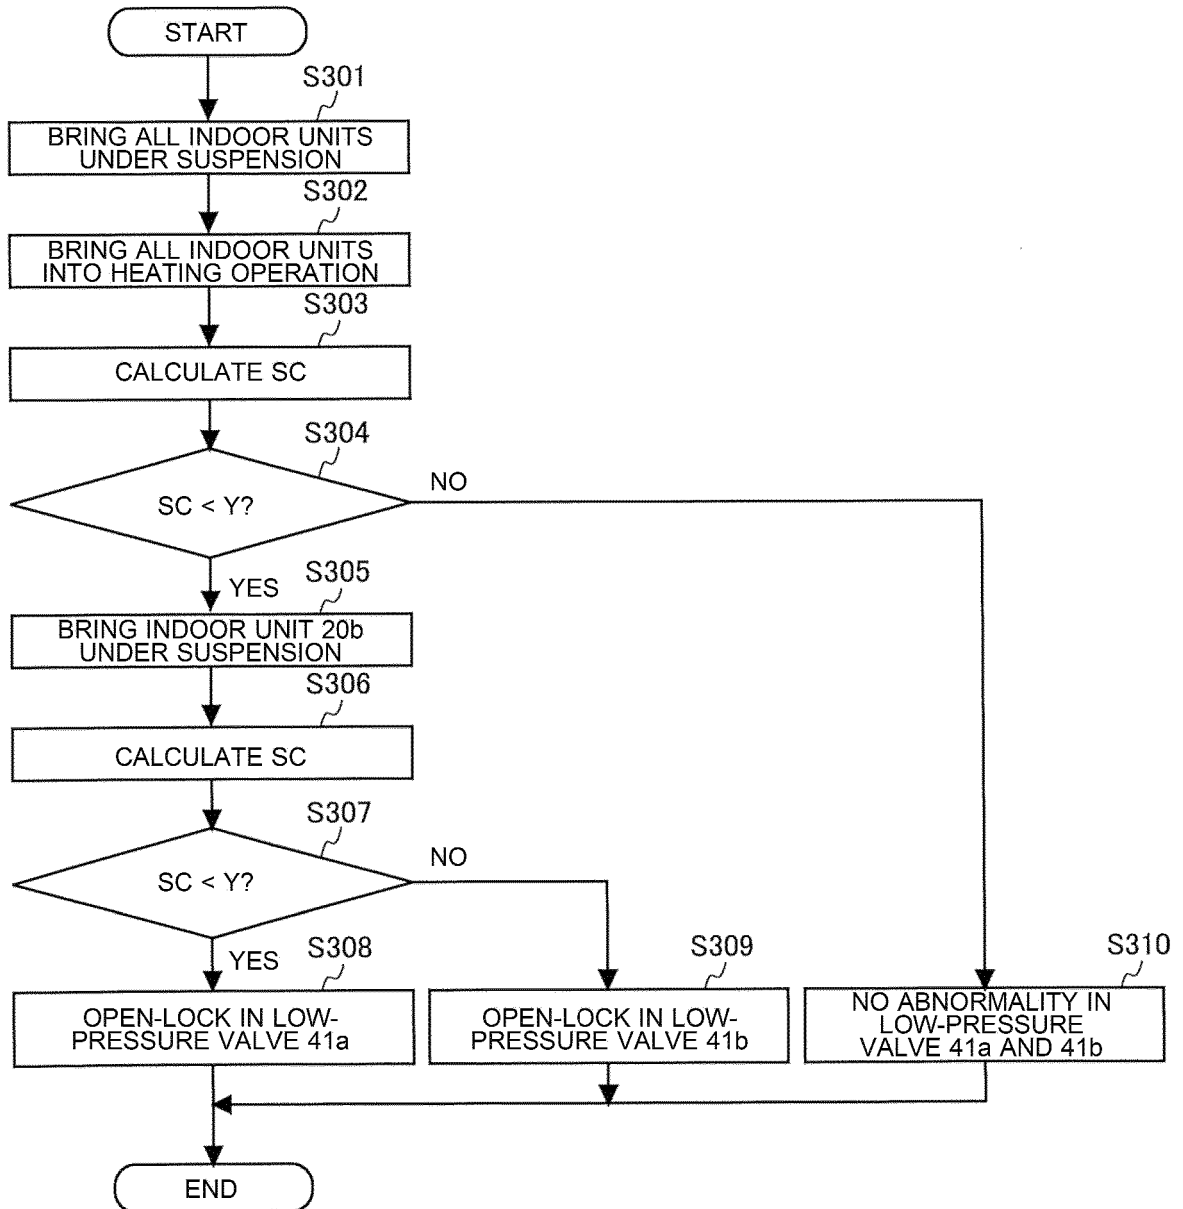 START
S301
BRING ALL INDOOR UNITS
UNDER SUSPENSION
S302
BRING ALL INDOOR UNITS
INTO HEATING OPERATION
S303
CALCULATE SC
S304
SC < Y?
NO
YES
S305
BRING INDOOR UNIT 20b
UNDER SUSPENSION
S306
CALCULATE SC
S307
SC < Y?
NO
YES
S308
OPEN-LOCK IN LOW-
PRESSURE VALVE 41a
S309
OPEN-LOCK IN LOW-
PRESSURE VALVE 41b
S310
NO ABNORMALITY IN
LOW-PRESSURE
VALVE 41a AND 41b
END